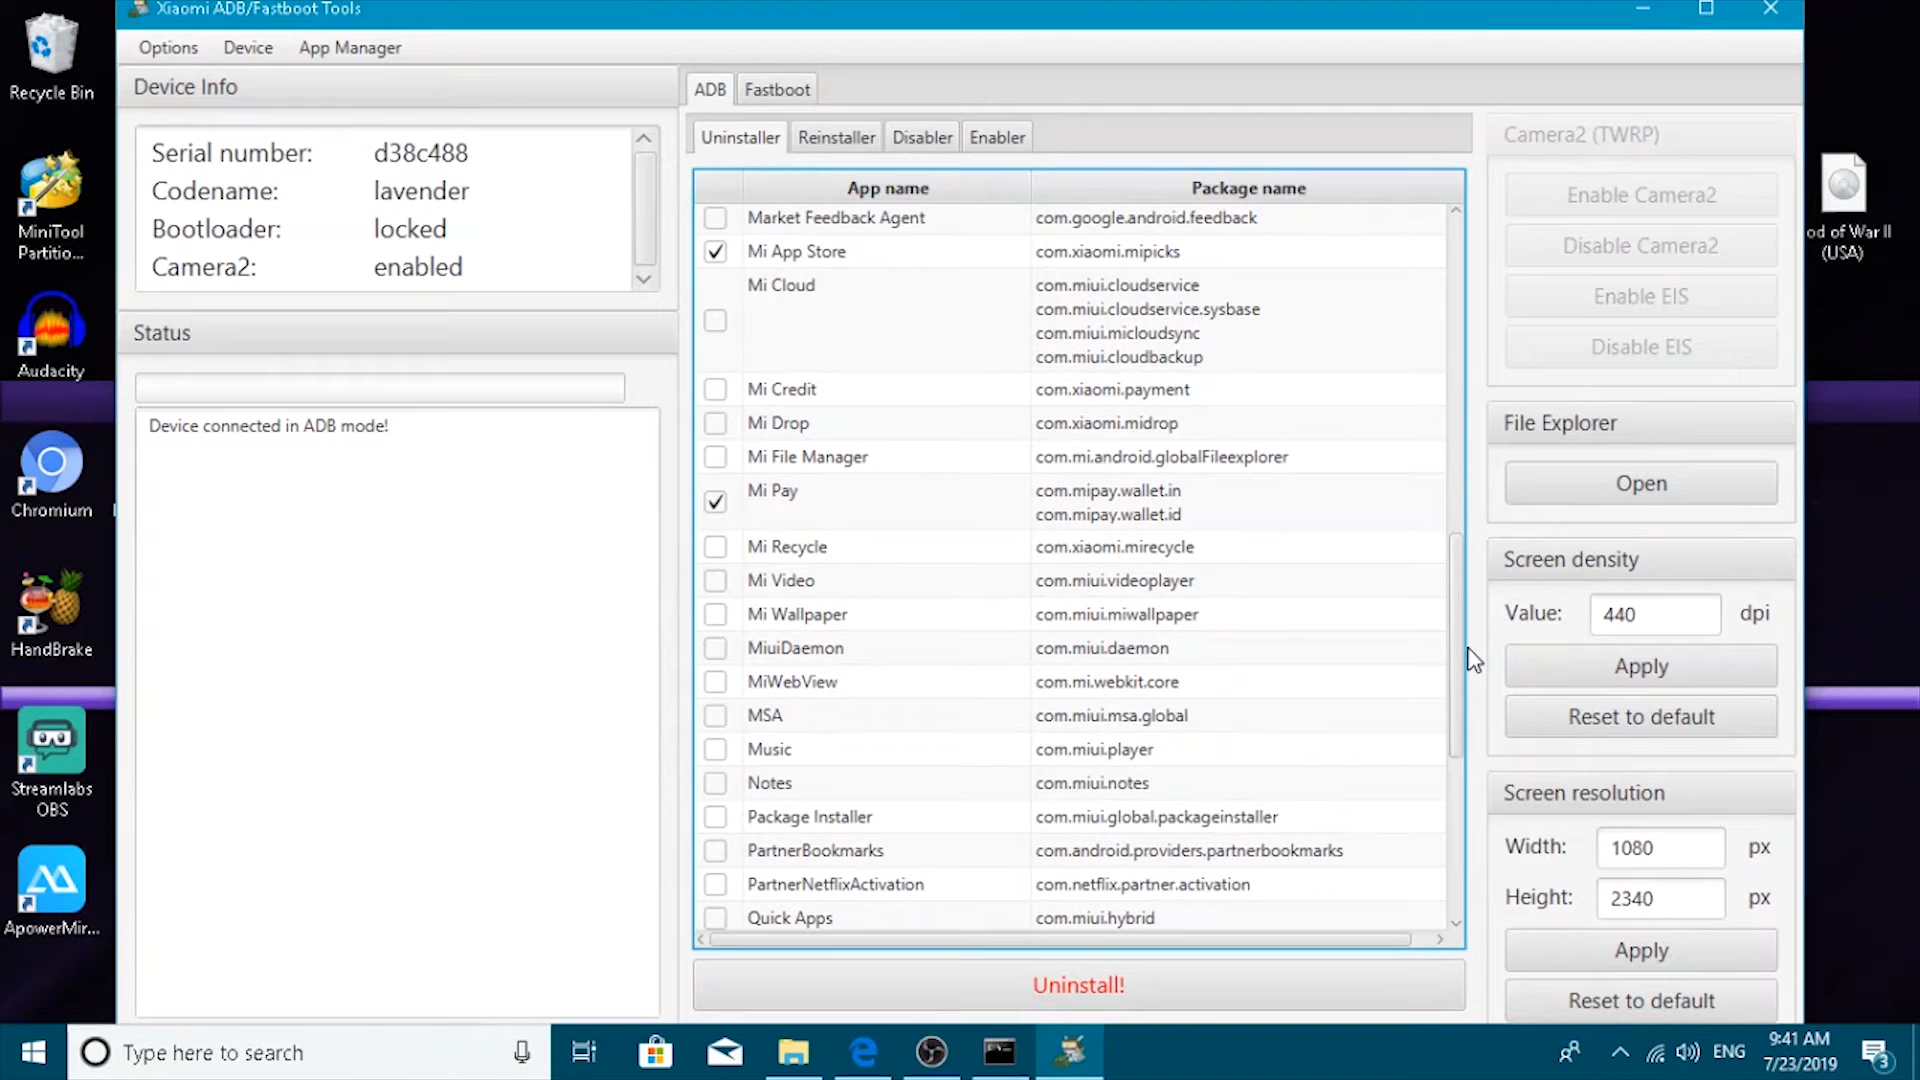 Xiaomi ADB/Fastboot Tools
Options Device App Manager
Device Info
Serial number: d38c488
Codename: lavender
Bootloader: locked
Camera2: enabled
Status
Device connected in ADB mode!
ADB Fastboot
Uninstaller Reinstaller Disabler Enabler
App name Package name
Market Feedback Agent com.google.android.feedback
Mi App Store com.xiaomi.mipicks
Mi Cloud com.miui.cloudservice
com.miui.cloudservice.sysbase
com.miui.micloudsync
com.miui.cloudbackup
Mi Credit com.xiaomi.payment
Mi Drop com.xiaomi.midrop
Mi File Manager com.mi.android.globalFileexplorer
Mi Pay com.mipay.wallet.in
com.mipay.wallet.id
Mi Recycle com.xiaomi.mirecycle
Mi Video com.miui.videoplayer
Mi Wallpaper com.miui.miwallpaper
MiuiDaemon com.miui.daemon
MiWebView com.mi.webkit.core
MSA com.miui.msa.global
Music com.miui.player
Notes com.miui.notes
Package Installer com.miui.global.packageinstaller
PartnerBookmarks com.android.providers.partnerbookmarks
PartnerNetflixActivation com.netflix.partner.activation
Quick Apps com.miui.hybrid
Uninstall!
Camera2 (TWRP)
Enable Camera2
Disable Camera2
Enable EIS
Disable EIS
File Explorer
Open
Screen density
Value: 440 dpi
Apply
Reset to default
Screen resolution
Width: 1080 px
Height: 2340 px
Apply
Reset to default
Recycle Bin
MiniTool
Partitio...
Audacity
Chromium
HandBrake
Streamlabs
OBS
ApowerMir...
od of War II
(USA)
Type here to search
ENG
9:41 AM
7/23/2019
3